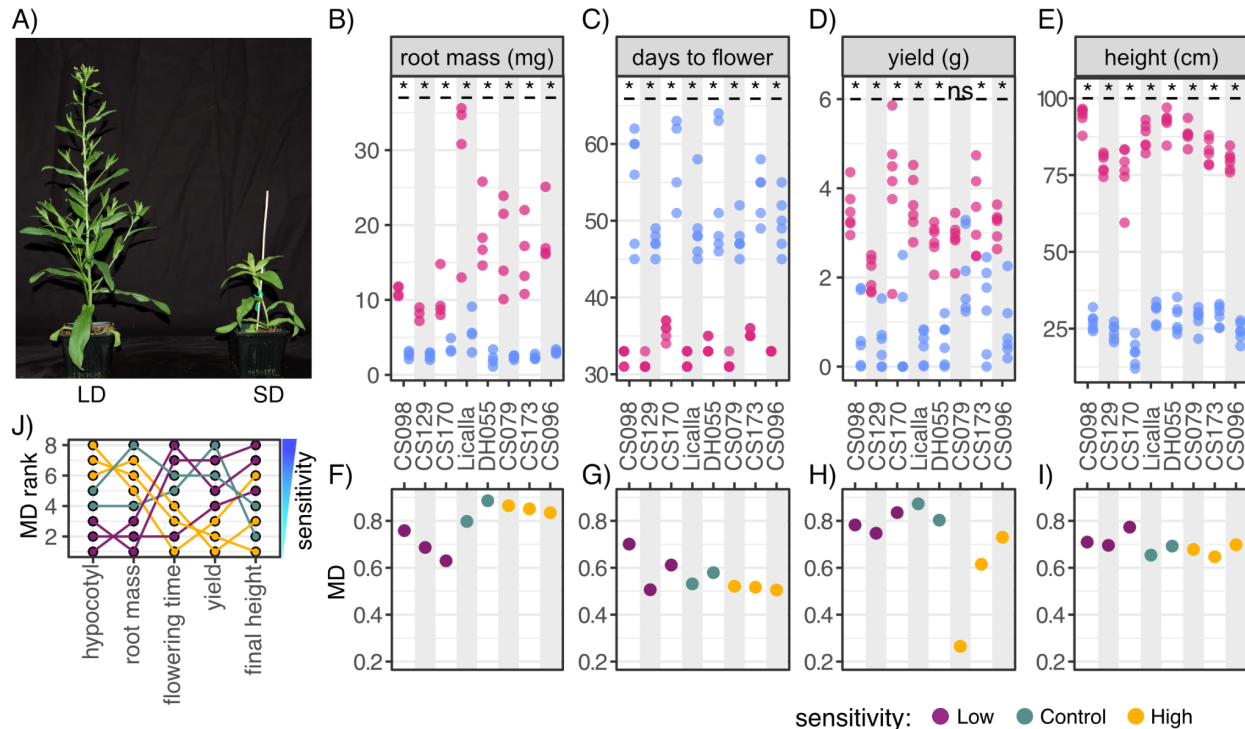 A)
B)
C)
D)
E)
root mass (mg)
days to flower
yield (g)
height (cm)
* * * * * * * *
* * * * * * * *
* * * * * ns * *
* * * * * * * *
35
30
20
10
0
60
50
40
30
6
4
2
0
100
75
50
25
LD
SD
CS098
CS129
CS170
Licalla
DH055
CS079
CS173
CS096
CS098
CS129
CS170
Licalla
DH055
CS079
CS173
CS096
CS098
CS129
CS170
Licalla
DH055
CS079
CS173
CS096
CS098
CS129
CS170
Licalla
DH055
CS079
CS173
CS096
J)
MD rank
8
6
4
2
sensitivity
hypocotyl
root mass
flowering time
yield
final height
F)
G)
H)
I)
MD
0.8
0.6
0.4
0.2
0.8
0.6
0.4
0.2
0.8
0.6
0.4
0.2
0.8
0.6
0.4
0.2
sensitivity: Low Control High